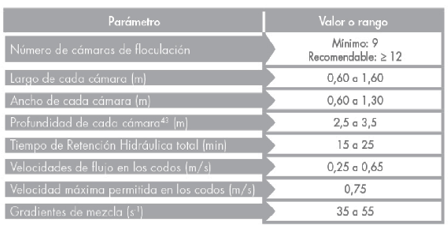 Parámetro Valor o rango
Número de cámaras de floculación Mínimo: 9
Recomendable: ≥ 12
Largo de cada cámara (m) 0,60 a 1,60
Ancho de cada cámara (m) 0,60 a 1,30
Profundidad de cada cámara⁴¹ (m) 2,5 a 3,5
Tiempo de Retención Hidráulica total (min) 15 a 25
Velocidades de flujo en los codos (m/s) 0,25 a 0,65
Velocidad máxima permitida en los codos (m/s) 0,75
Gradientes de mezcla (s⁻¹) 35 a 55